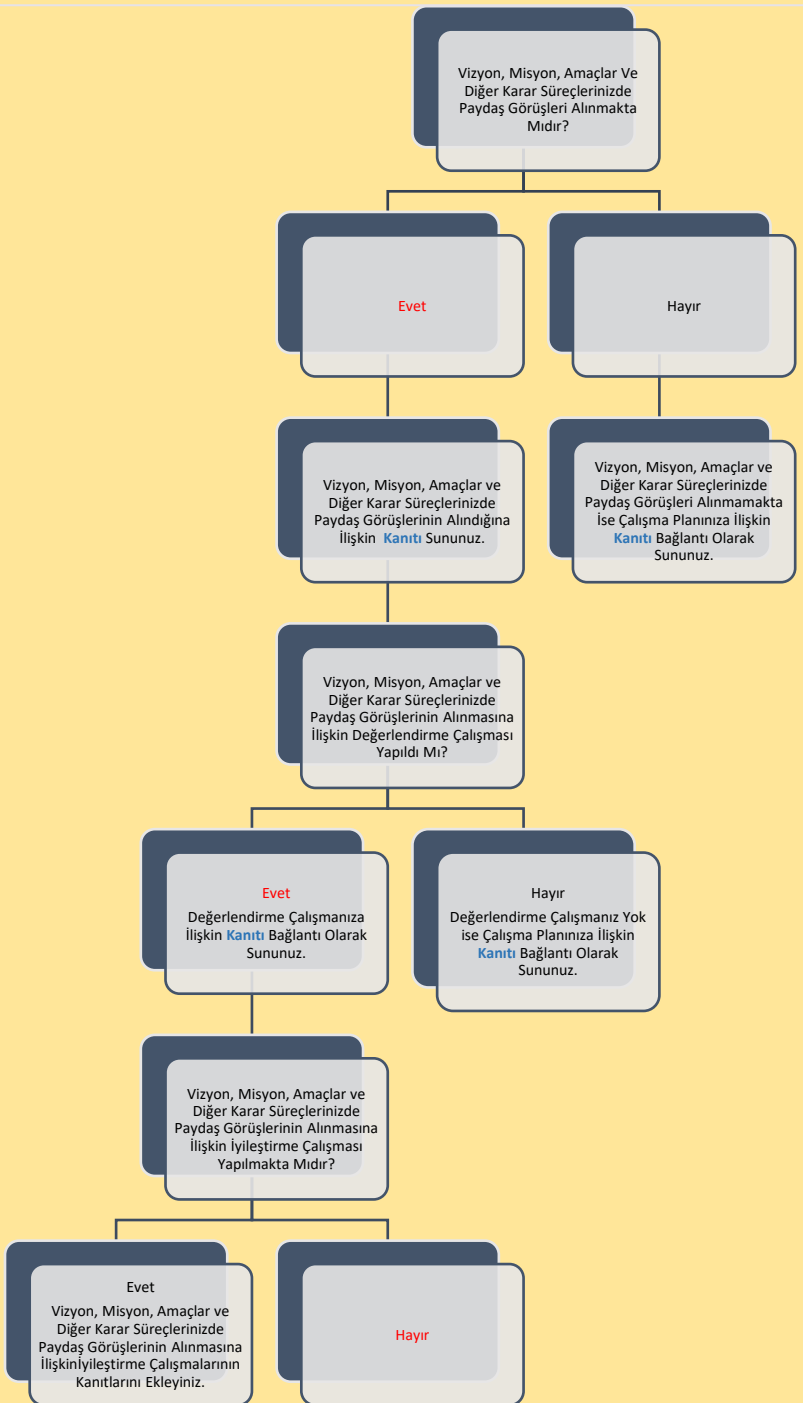 Vizyon, Misyon, Amaçlar Ve
Diğer Karar Süreçlerinizde
Paydaş Görüşleri Alınmakta
Mıdır?
Evet
Hayır
Vizyon, Misyon, Amaçlar ve
Diğer Karar Süreçlerinizde
Paydaş Görüşlerinin Alındığına
İlişkin Kanıtı Sununuz.
Vizyon, Misyon, Amaçlar ve
Diğer Karar Süreçlerinizde
Paydaş Görüşleri Alınmamakta
İse Çalışma Planınıza İlişkin
Kanıtı Bağlantı Olarak
Sununuz.
Vizyon, Misyon, Amaçlar ve
Diğer Karar Süreçlerinizde
Paydaş Görüşlerinin Alınmasına
İlişkin Değerlendirme Çalışması
Yapıldı Mı?
Evet
Değerlendirme Çalışmanıza
İlişkin Kanıtı Bağlantı Olarak
Sununuz.
Hayır
Değerlendirme Çalışmanız Yok
ise Çalışma Planınıza İlişkin
Kanıtı Bağlantı Olarak
Sununuz.
Vizyon, Misyon, Amaçlar ve
Diğer Karar Süreçlerinizde
Paydaş Görüşlerinin Alınmasına
İlişkin İyileştirme Çalışması
Yapılmakta Mıdır?
Evet
Vizyon, Misyon, Amaçlar ve
Diğer Karar Süreçlerinizde
Paydaş Görüşlerinin Alınmasına
İlişkinİyileştirme Çalışmalarının
Kanıtlarını Ekleyiniz.
Hayır